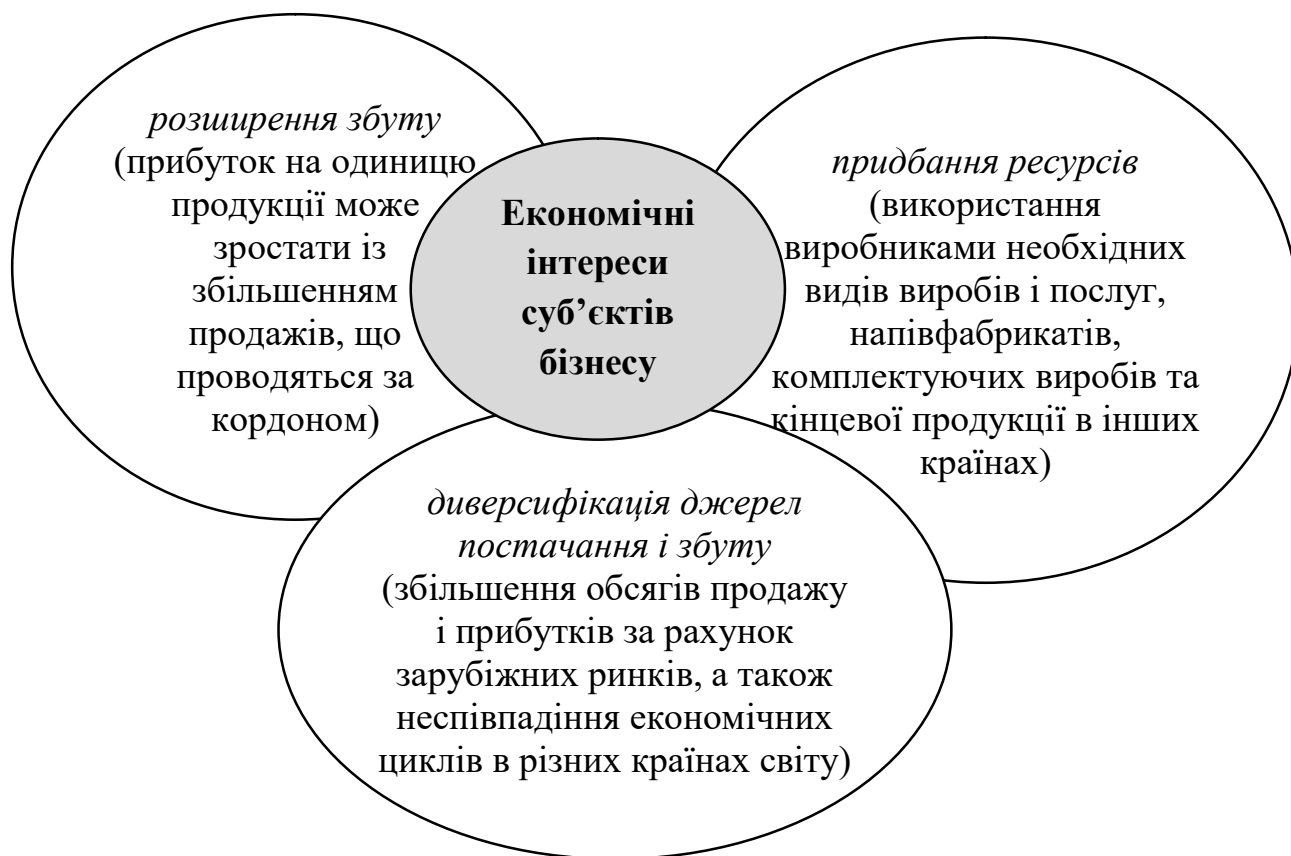 розширення збуту
(прибуток на одиницю
продукції може
зростати із
збільшенням
продажів, що
проводяться за
кордоном)
Економічні
інтереси
суб’єктів
бізнесу
придбання ресурсів
(використання
виробниками необхідних
видів виробів і послуг,
напівфабрикатів,
комплектуючих виробів та
кінцевої продукції в інших
країнах)
диверсифікація джерел
постачання і збуту
(збільшення обсягів продажу
і прибутків за рахунок
зарубіжних ринків, а також
неспівпадіння економічних
циклів в різних країнах світу)